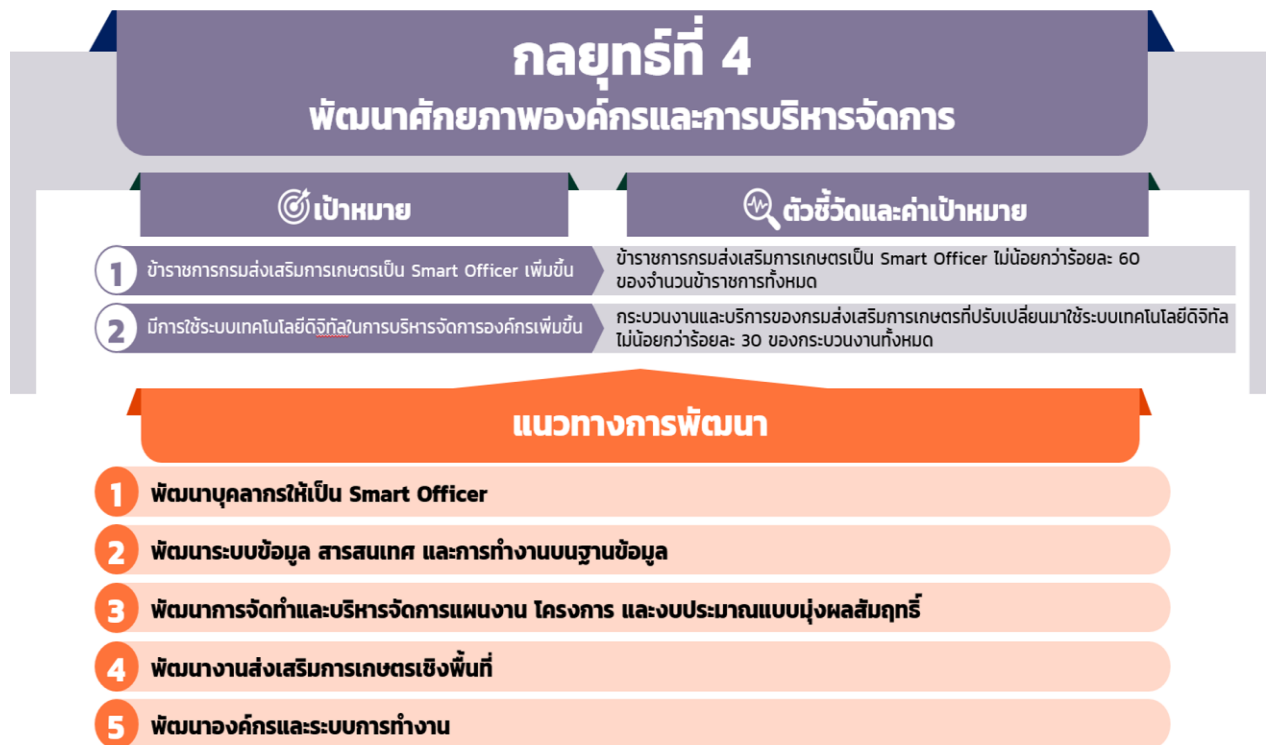 กลยุทธ์ที่ 4
พัฒนาศักยภาพองค์กรและการบริหารจัดการ
เป้าหมาย
ตัวชี้วัดและค่าเป้าหมาย
1
ข้าราชการกรมส่งเสริมการเกษตรเป็น Smart Officer เพิ่มขึ้น
ข้าราชการกรมส่งเสริมการเกษตรเป็น Smart Officer ไม่น้อยกว่าร้อยละ 60
ของจำนวนข้าราชการทั้งหมด
2
มีการใช้ระบบเทคโนโลยีดิจิทัลในการบริหารจัดการองค์กรเพิ่มขึ้น
กระบวนงานและบริการของกรมส่งเสริมการเกษตรที่ปรับเปลี่ยนมาใช้ระบบเทคโนโลยีดิจิทัล
ไม่น้อยกว่าร้อยละ 30 ของกระบวนงานทั้งหมด
แนวทางการพัฒนา
1 พัฒนาบุคลากรให้เป็น Smart Officer
2 พัฒนาระบบข้อมูล สารสนเทศ และการทำงานบนฐานข้อมูล
3 พัฒนาการจัดทำและบริหารจัดการแผนงาน โครงการ และงบประมาณแบบมุ่งผลสัมฤทธิ์
4 พัฒนางานส่งเสริมการเกษตรเชิงพื้นที่
5 พัฒนาองค์กรและระบบการทำงาน